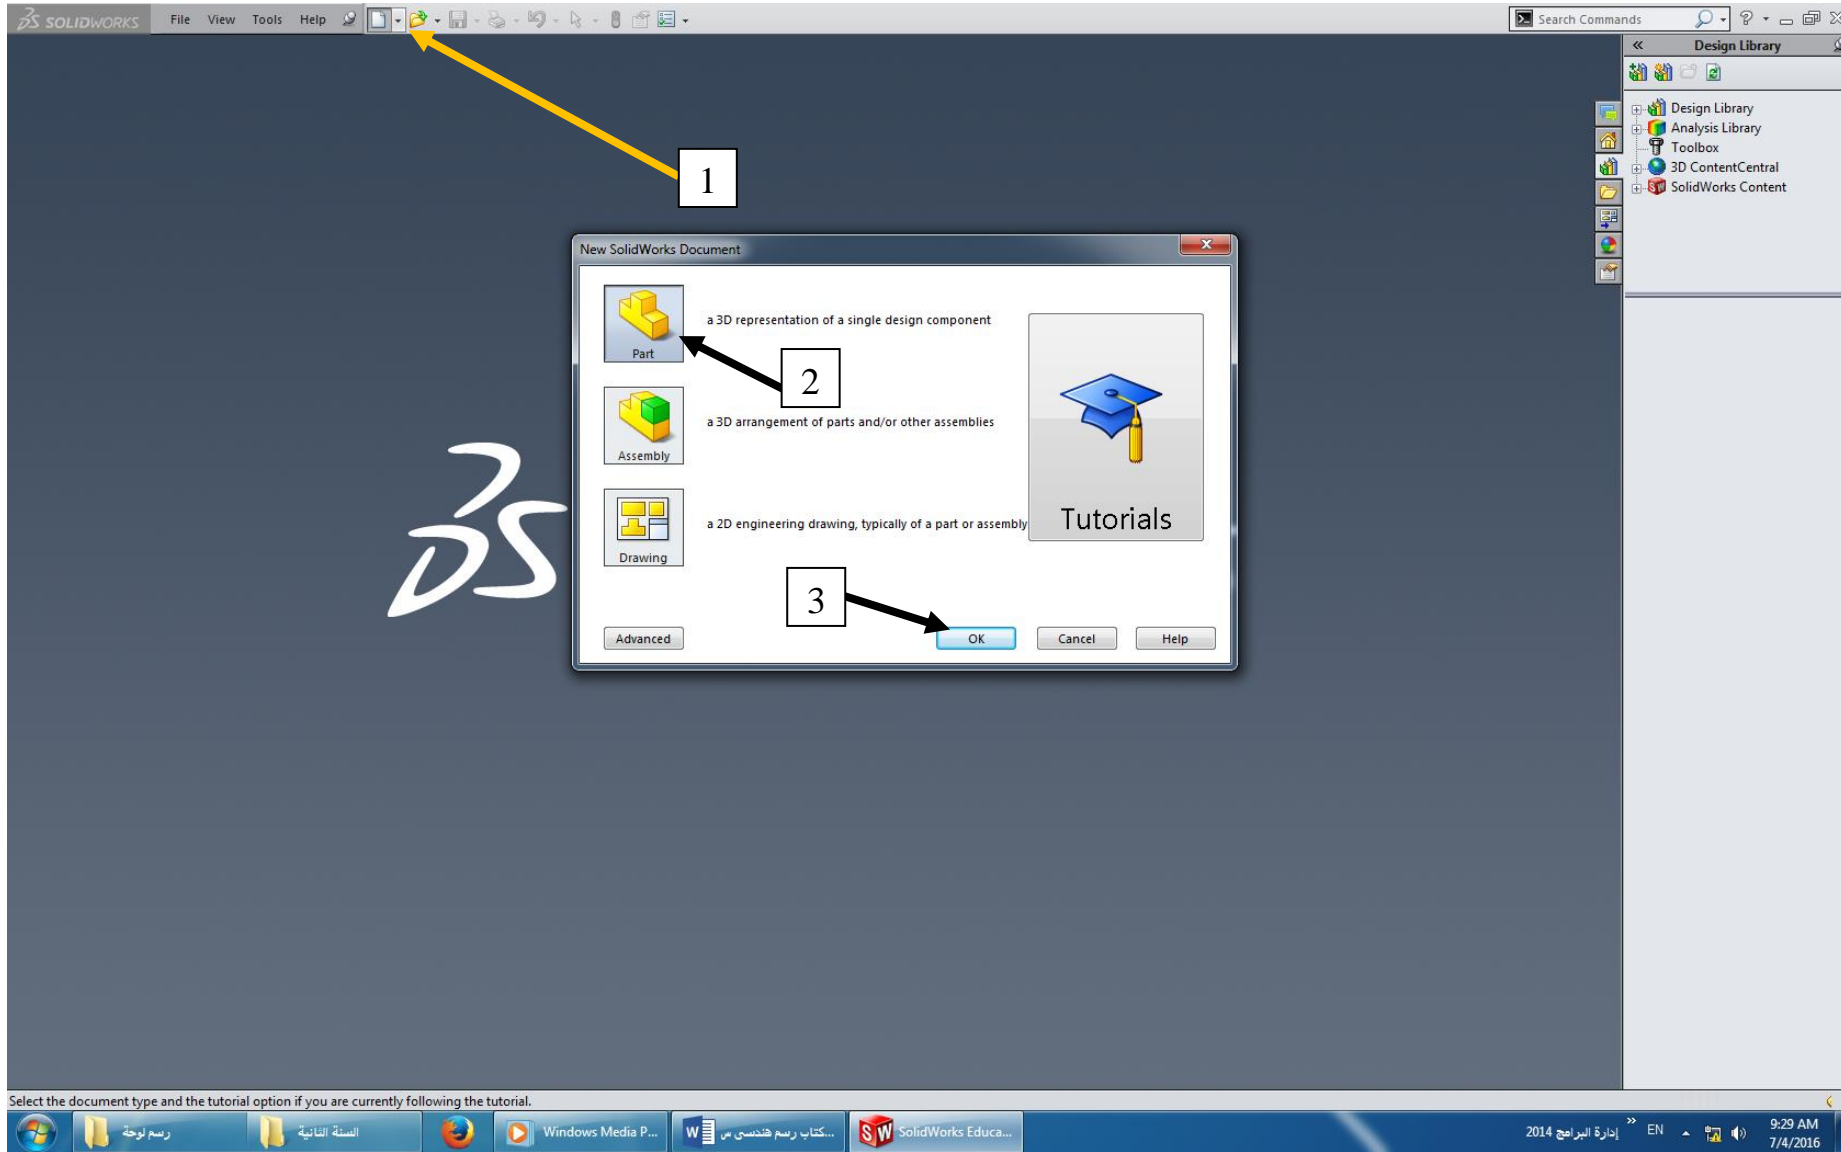 SOLIDWORKS File View Tools Help Search Commands
Design Library
Design Library
Analysis Library
Toolbox
3D ContentCentral
SolidWorks Content
1
New SolidWorks Document
a 3D representation of a single design component
Part
2
a 3D arrangement of parts and/or other assemblies
Assembly
a 2D engineering drawing, typically of a part or assembly
Drawing
Tutorials
3
Advanced OK Cancel Help
Select the document type and the tutorial option if you are currently following the tutorial.
رسم لوحة
السنة الثانية
Windows Media P...
كتاب رسم هندسى س...
SolidWorks Educa...
إدارة البرامج 2014
EN
9:29 AM
7/4/2016